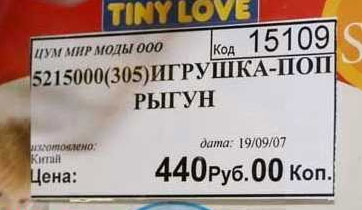 TINY LOVE
ЦУМ МИР МОДЫ ООО
Код 15109
5215000(305)ИГРУШКА-ПОП
РЫГУН
изготовлено:
дата: 19/09/07
Китай
Цена: 440Руб.00 Коп.
S